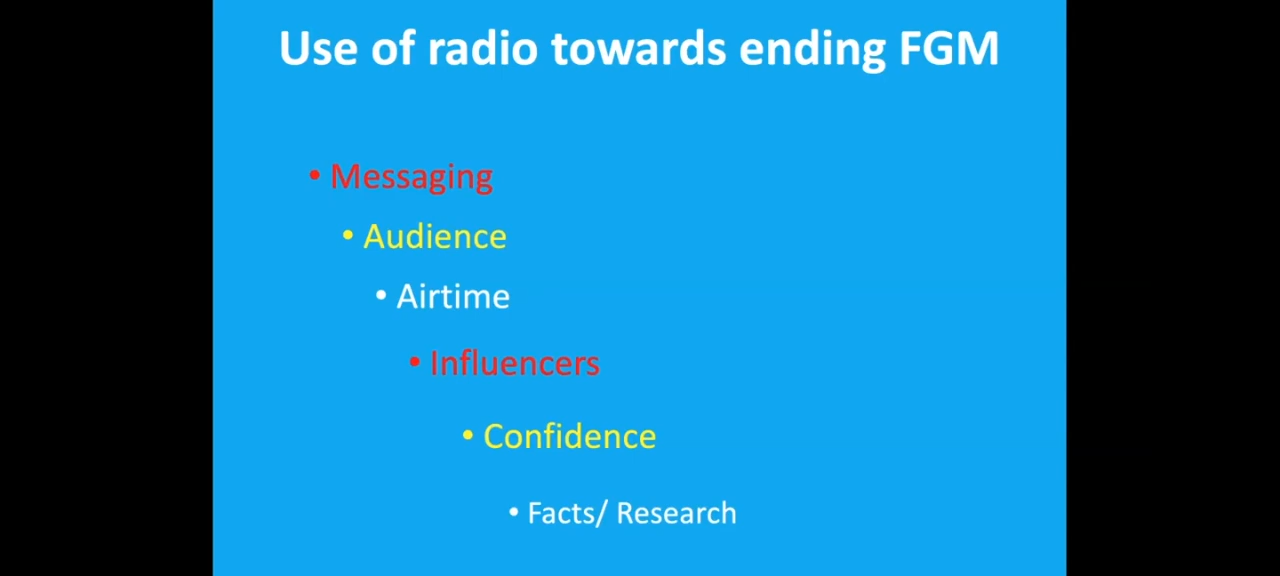 Use of radio towards ending FGM
• Messaging
• Audience
• Airtime
• Influencers
• Confidence
• Facts/ Research